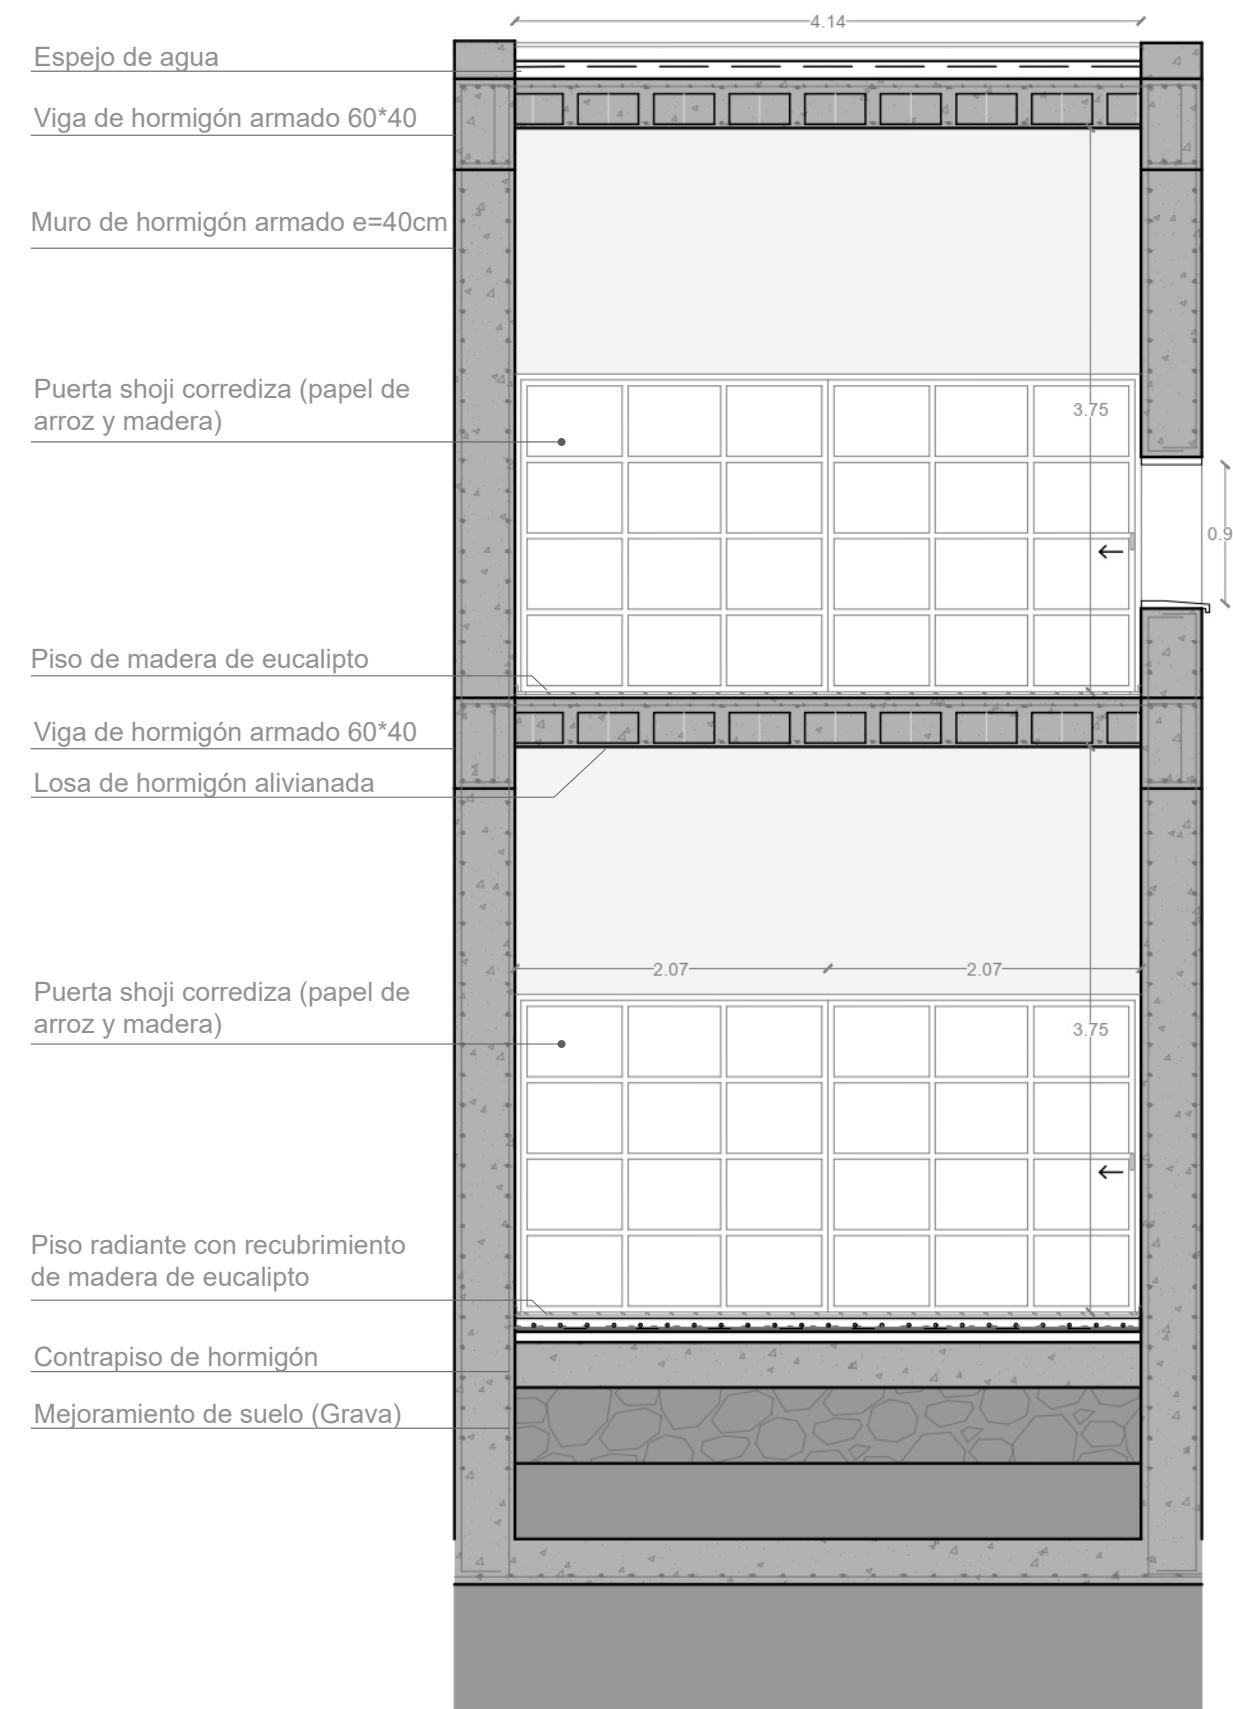 4.14
Espejo de agua
Viga de hormigón armado 60*40
Muro de hormigón armado e=40cm
Puerta shoji corrediza (papel de
arroz y madera)
3.75
0.9
Piso de madera de eucalipto
Viga de hormigón armado 60*40
Losa de hormigón alivianada
2.07
2.07
Puerta shoji corrediza (papel de
arroz y madera)
3.75
Piso radiante con recubrimiento
de madera de eucalipto
Contrapiso de hormigón
Mejoramiento de suelo (Grava)